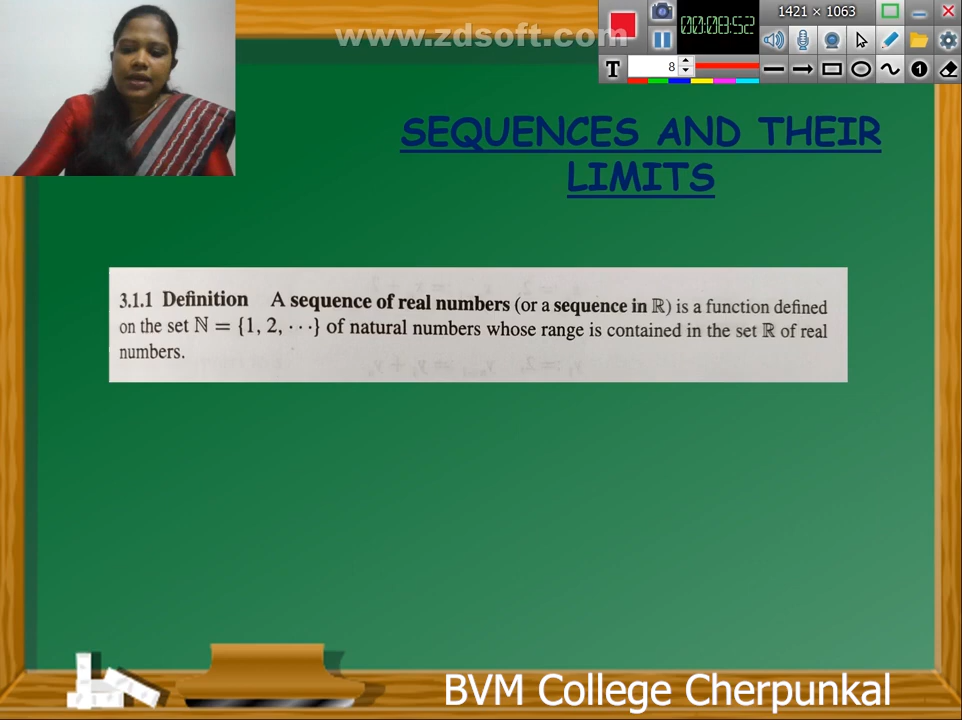 www.zdsoft.com
00:03:52
1421 × 1063
T
8
1
SEQUENCES AND THEIR
LIMITS
3.1.1 Definition A sequence of real numbers (or a sequence in ℝ) is a function defined
on the set ℕ = {1, 2, · · ·} of natural numbers whose range is contained in the set ℝ of real
numbers.
BVM College Cherpunkal